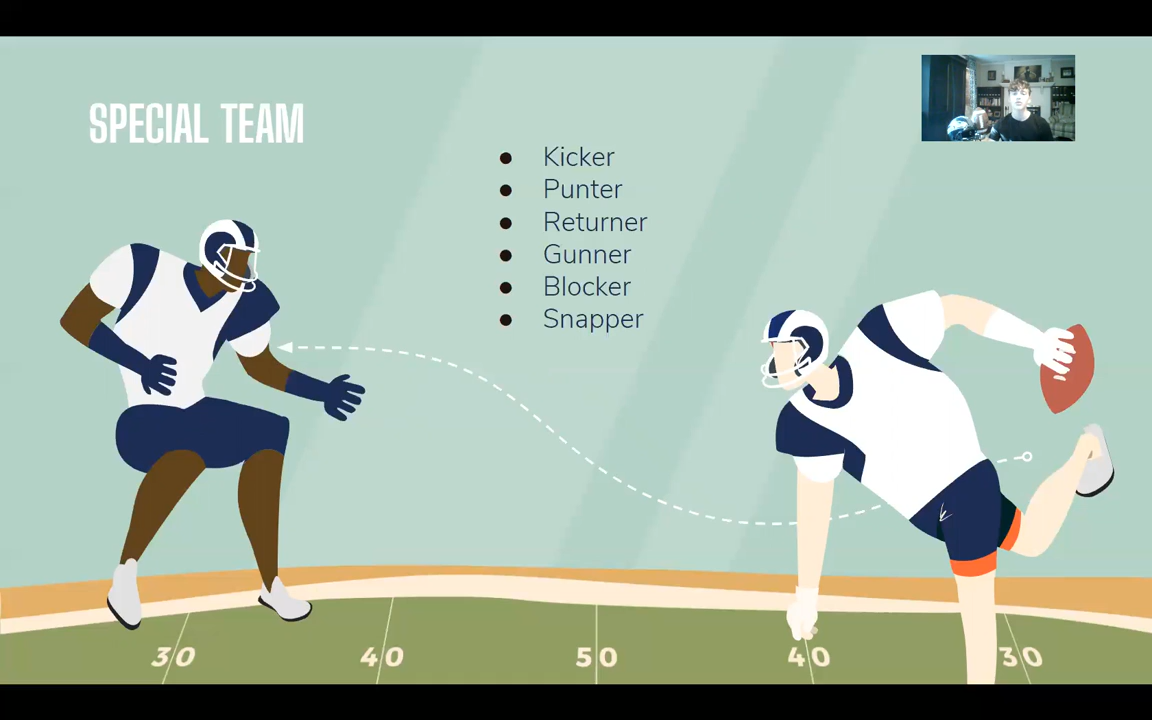 SPECIAL TEAM
● Kicker
● Punter
● Returner
● Gunner
● Blocker
● Snapper
30 40 50 40 30